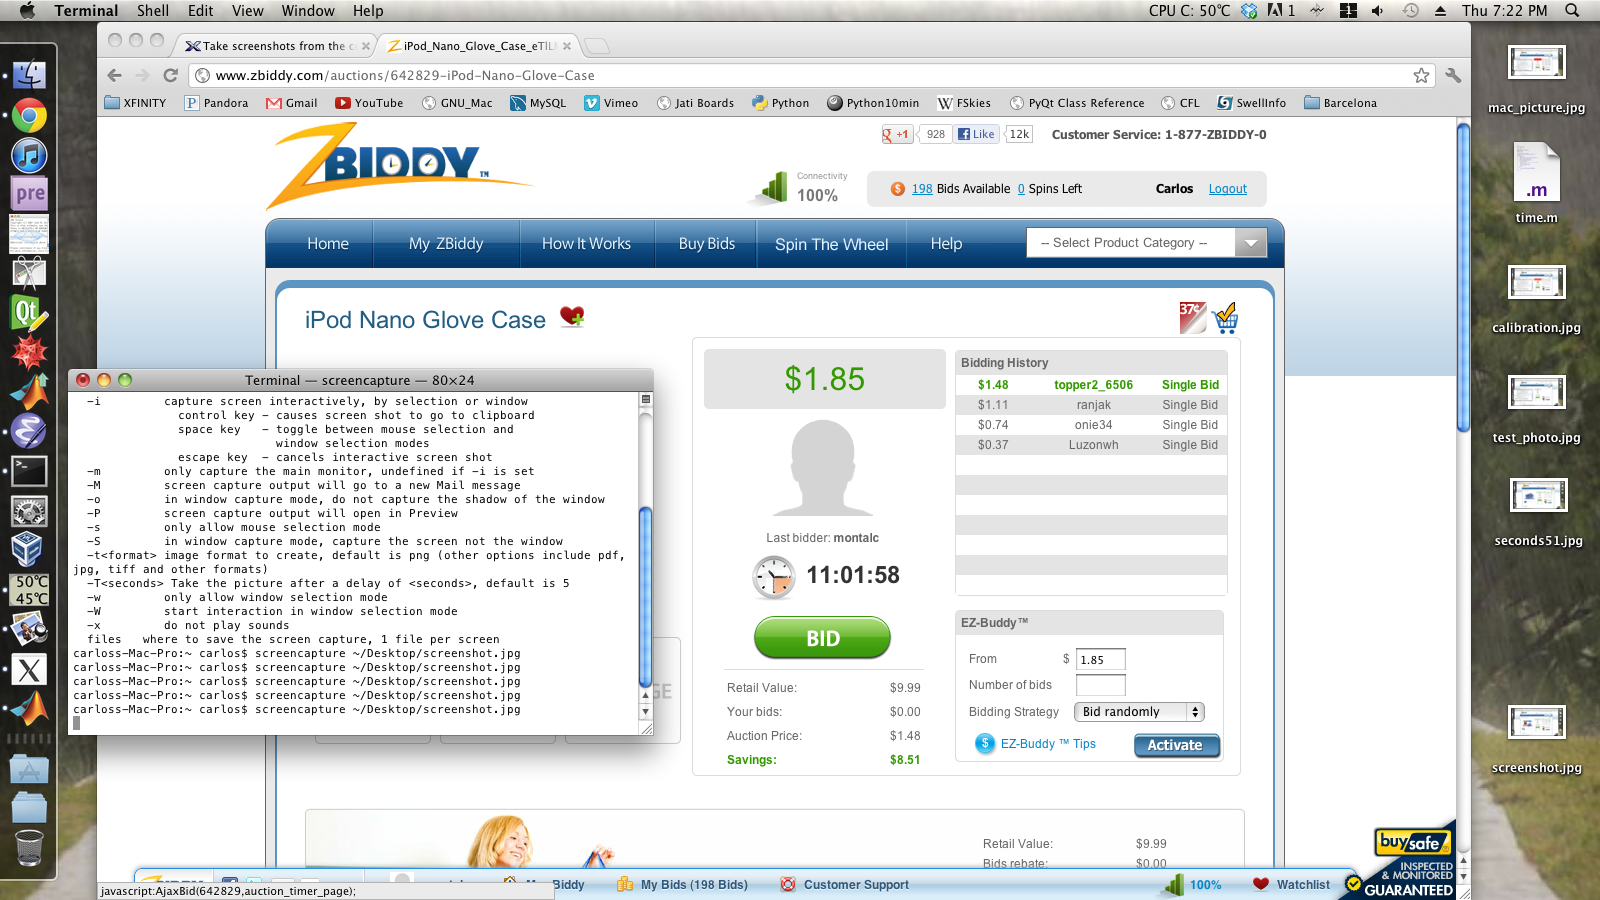 Terminal Shell Edit View Window Help
CPU C: 50℃ 1 Thu 7:22 PM
Take screenshots from the c
iPod_Nano_Glove_Case_eTIL
www.zbiddy.com/auctions/642829-iPod-Nano-Glove-Case
XFINITY Pandora Gmail YouTube GNU_Mac MySQL Vimeo Jati Boards Python Python10min FSkies PyQt Class Reference CFL SwellInfo Barcelona
+1 928 Like 12k Customer Service: 1-877-ZBIDDY-0
ZBIDDY™
Connectivity
100%
198 Bids Available 0 Spins Left Carlos Logout
Home My ZBiddy How It Works Buy Bids Spin The Wheel Help -- Select Product Category --
iPod Nano Glove Case
37¢
$1.85
Bidding History
$1.48 topper2_6506 Single Bid
$1.11 ranjak Single Bid
$0.74 onie34 Single Bid
$0.37 Luzonwh Single Bid
Last bidder: montalc
11:01:58
BID
Retail Value: $9.99
Your bids: $0.00
Auction Price: $1.48
Savings: $8.51
EZ-Buddy™
From $ 1.85
Number of bids
Bidding Strategy Bid randomly
EZ-Buddy ™ Tips Activate
Terminal — screencapture — 80×24
-i capture screen interactively, by selection or window
control key - causes screen shot to go to clipboard
space key - toggle between mouse selection and
window selection modes
escape key - cancels interactive screen shot
-m only capture the main monitor, undefined if -i is set
-M screen capture output will go to a new Mail message
-o in window capture mode, do not capture the shadow of the window
-P screen capture output will open in Preview
-s only allow mouse selection mode
-S in window capture mode, capture the screen not the window
-t<format> image format to create, default is png (other options include pdf,
jpg, tiff and other formats)
-T<seconds> Take the picture after a delay of <seconds>, default is 5
-w only allow window selection mode
-W start interaction in window selection mode
-x do not play sounds
files where to save the screen capture, 1 file per screen
carloss-Mac-Pro:~ carlos$ screencapture ~/Desktop/screenshot.jpg
carloss-Mac-Pro:~ carlos$ screencapture ~/Desktop/screenshot.jpg
carloss-Mac-Pro:~ carlos$ screencapture ~/Desktop/screenshot.jpg
carloss-Mac-Pro:~ carlos$ screencapture ~/Desktop/screenshot.jpg
carloss-Mac-Pro:~ carlos$ screencapture ~/Desktop/screenshot.jpg
Retail Value: $9.99
Bids rebate: $0.00
Biddy My Bids (198 Bids) Customer Support 100% Watchlist
javascript:AjaxBid(642829,auction_timer_page);
buySafe
INSPECTED
& MONITORED
GUARANTEED
pre
Qt
50℃
45℃
X
mac_picture.jpg
.m
time.m
calibration.jpg
test_photo.jpg
seconds51.jpg
screenshot.jpg